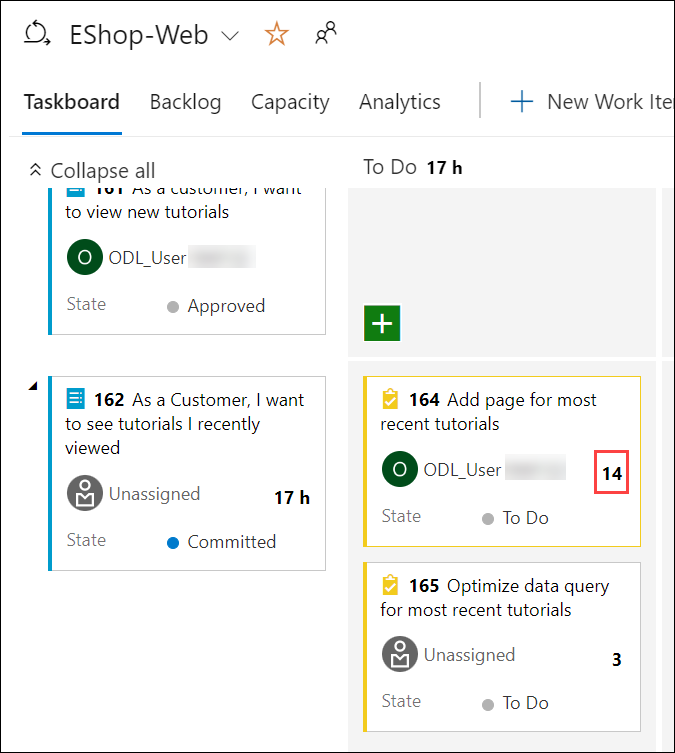 EShop-Web
Taskboard Backlog Capacity Analytics New Work Ite
Collapse all
To Do 17 h
161 As a customer, I want
to view new tutorials
O ODL_User
State Approved
162 As a Customer, I want
to see tutorials I recently
viewed
Unassigned 17 h
State Committed
164 Add page for most
recent tutorials
O ODL_User 14
State To Do
165 Optimize data query
for most recent tutorials
Unassigned 3
State To Do